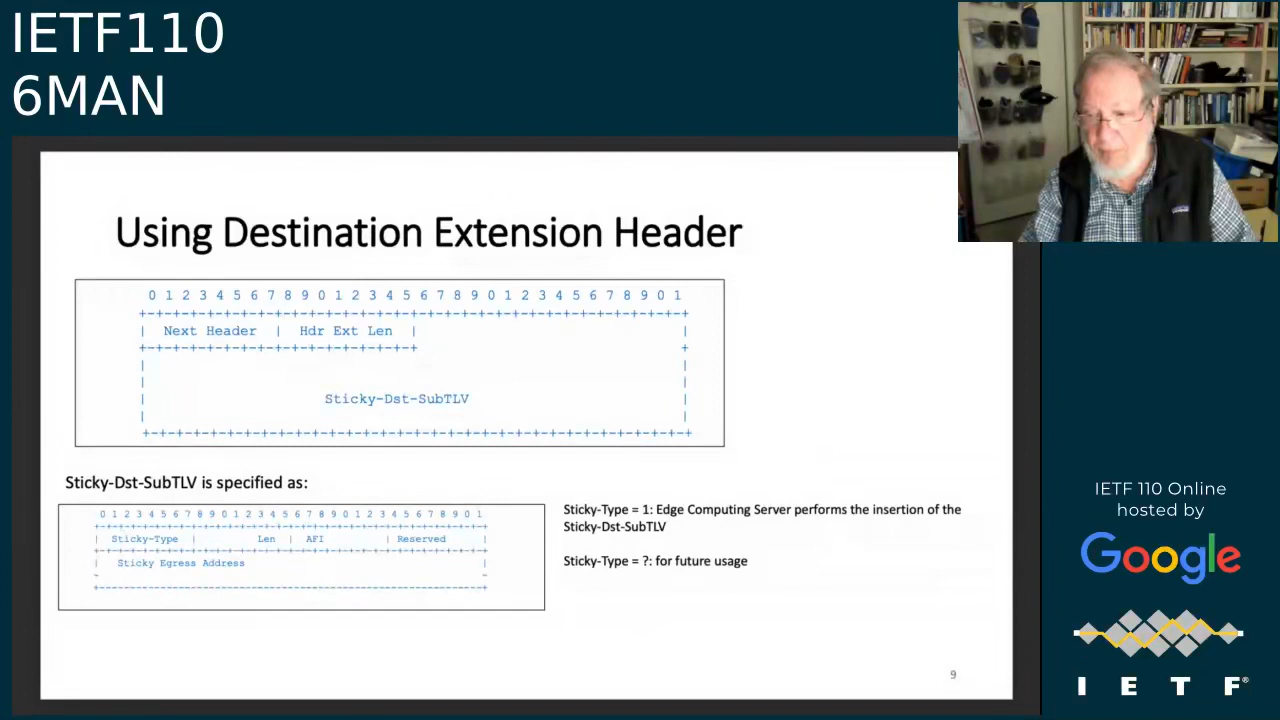 IETF110
6MAN
Using Destination Extension Header
0 1 2 3 4 5 6 7 8 9 0 1 2 3 4 5 6 7 8 9 0 1 2 3 4 5 6 7 8 9 0 1
+-+-+-+-+-+-+-+-+-+-+-+-+-+-+-+-+-+-+-+-+-+-+-+-+-+-+-+-+-+-+-+-+
| Next Header | Hdr Ext Len | |
+-+-+-+-+-+-+-+-+-+-+-+-+-+-+-+-+ +
| |
| |
| Sticky-Dst-SubTLV |
| |
+-+-+-+-+-+-+-+-+-+-+-+-+-+-+-+-+-+-+-+-+-+-+-+-+-+-+-+-+-+-+-+-+
Sticky-Dst-SubTLV is specified as:
0 1 2 3 4 5 6 7 8 9 0 1 2 3 4 5 6 7 8 9 0 1 2 3 4 5 6 7 8 9 0 1
+-+-+-+-+-+-+-+-+-+-+-+-+-+-+-+-+-+-+-+-+-+-+-+-+-+-+-+-+-+-+-+-+
| Sticky-Type | Len | AFI | Reserved |
+-+-+-+-+-+-+-+-+-+-+-+-+-+-+-+-+-+-+-+-+-+-+-+-+-+-+-+-+-+-+-+-+
| Sticky Egress Address |
~ ~
+---------------------------------------------------------------+
Sticky-Type = 1: Edge Computing Server performs the insertion of the
Sticky-Dst-SubTLV
Sticky-Type = ?: for future usage
9
IETF 110 Online
hosted by
Google
I E T F®